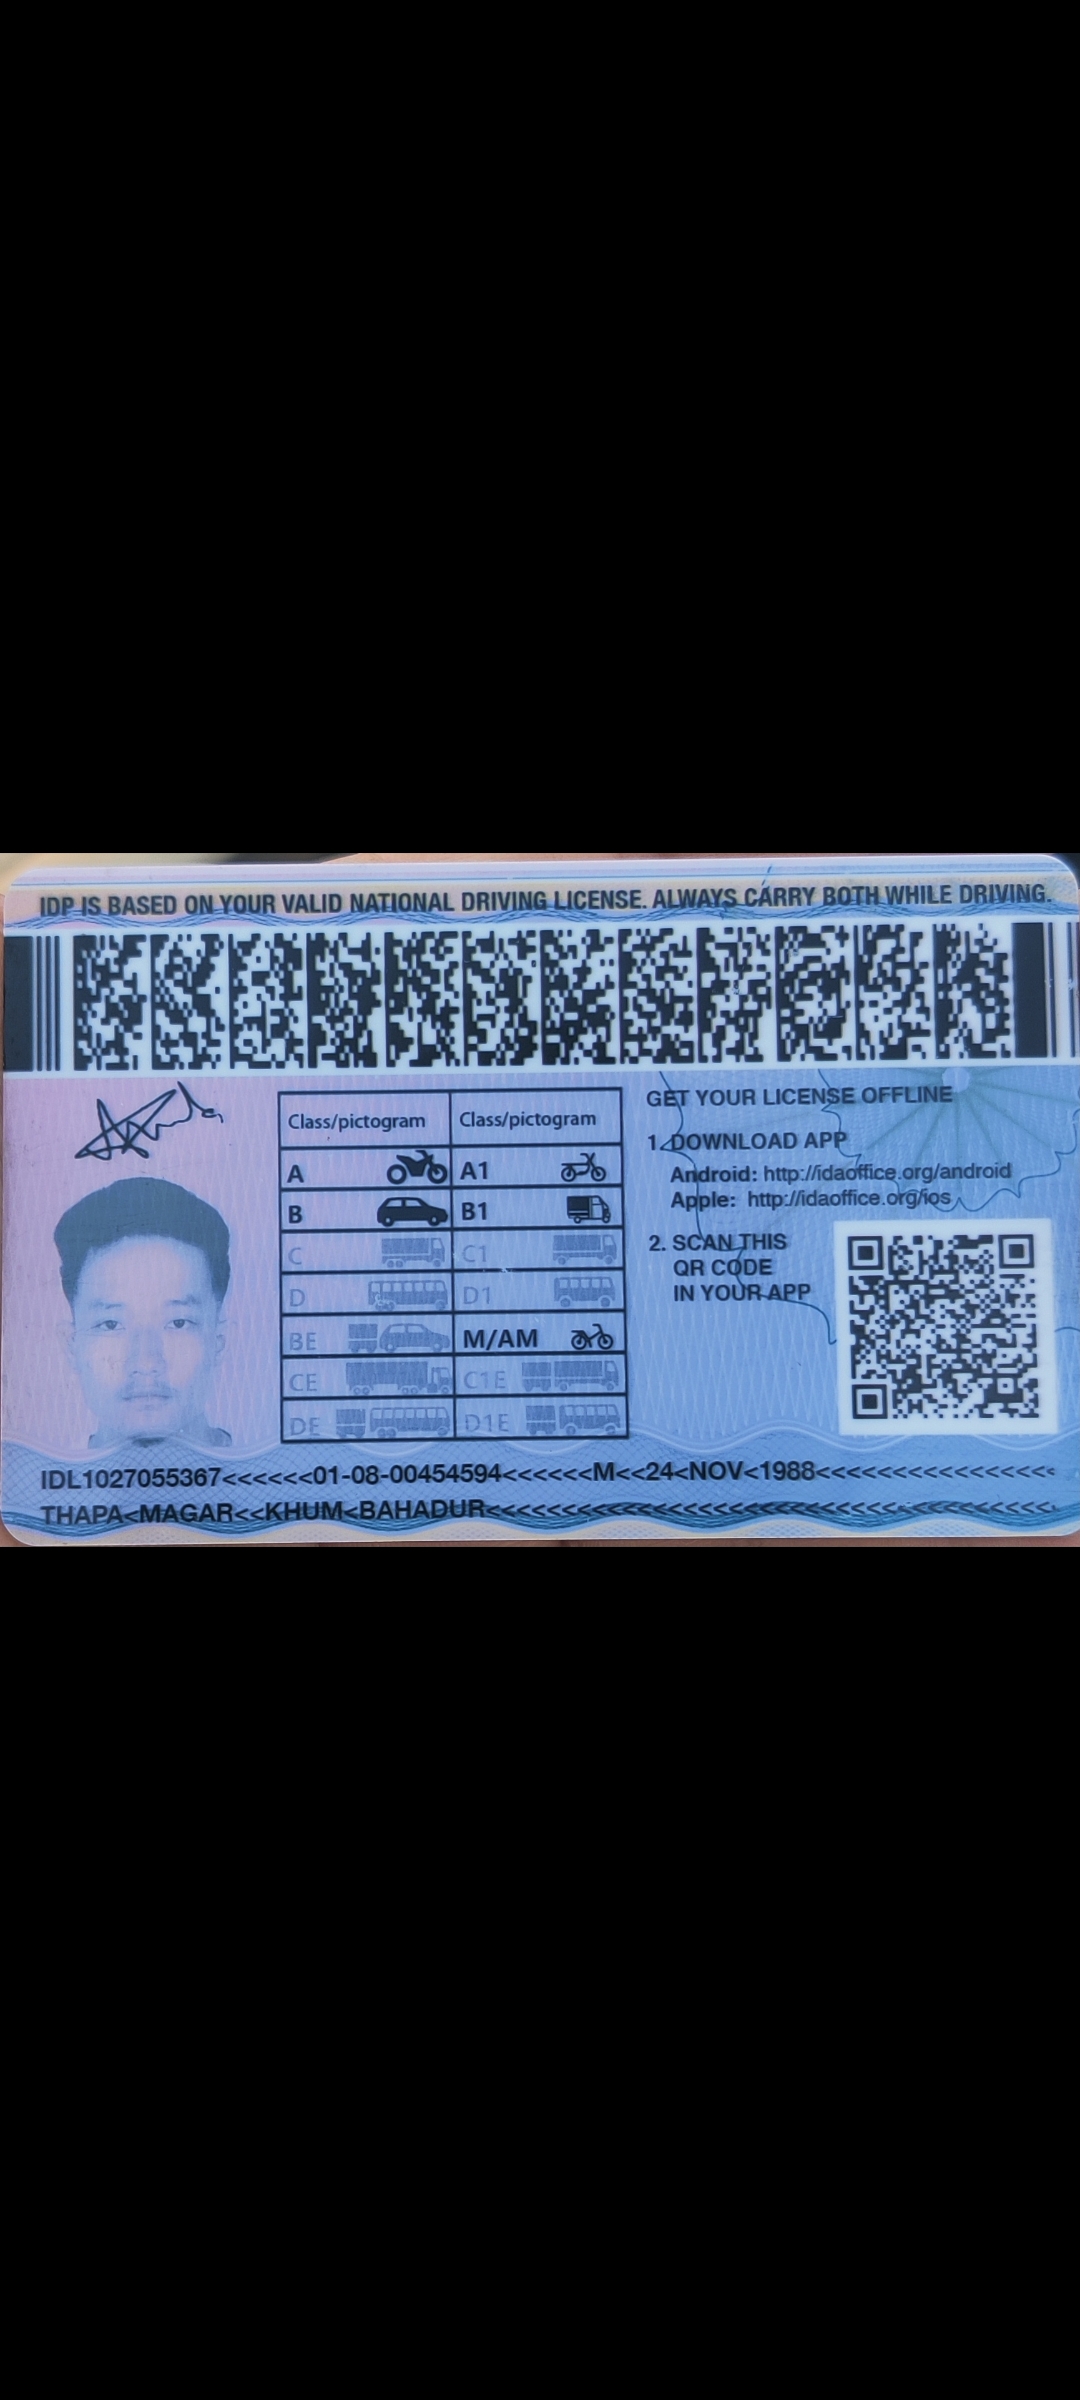 IDP IS BASED ON YOUR VALID NATIONAL DRIVING LICENSE. ALWAYS CARRY BOTH WHILE DRIVING.
Class/pictogram Class/pictogram
A A1
B B1
C C1
D D1
BE M/AM
CE C1E
DE D1E
GET YOUR LICENSE OFFLINE
1. DOWNLOAD APP
Android: http://idaoffice.org/android
Apple: http://idaoffice.org/ios
2. SCAN THIS
QR CODE
IN YOUR APP
IDL1027055367<<<<<<01-08-00454594<<<<<<M<<24<NOV<1988<<<<<<<<<<<<<<<<
THAPA<MAGAR<<KHUM<BAHADUR<<<<<<<<<<<<<<<<<<<<<<<<<<<<<<<<<<<<<<